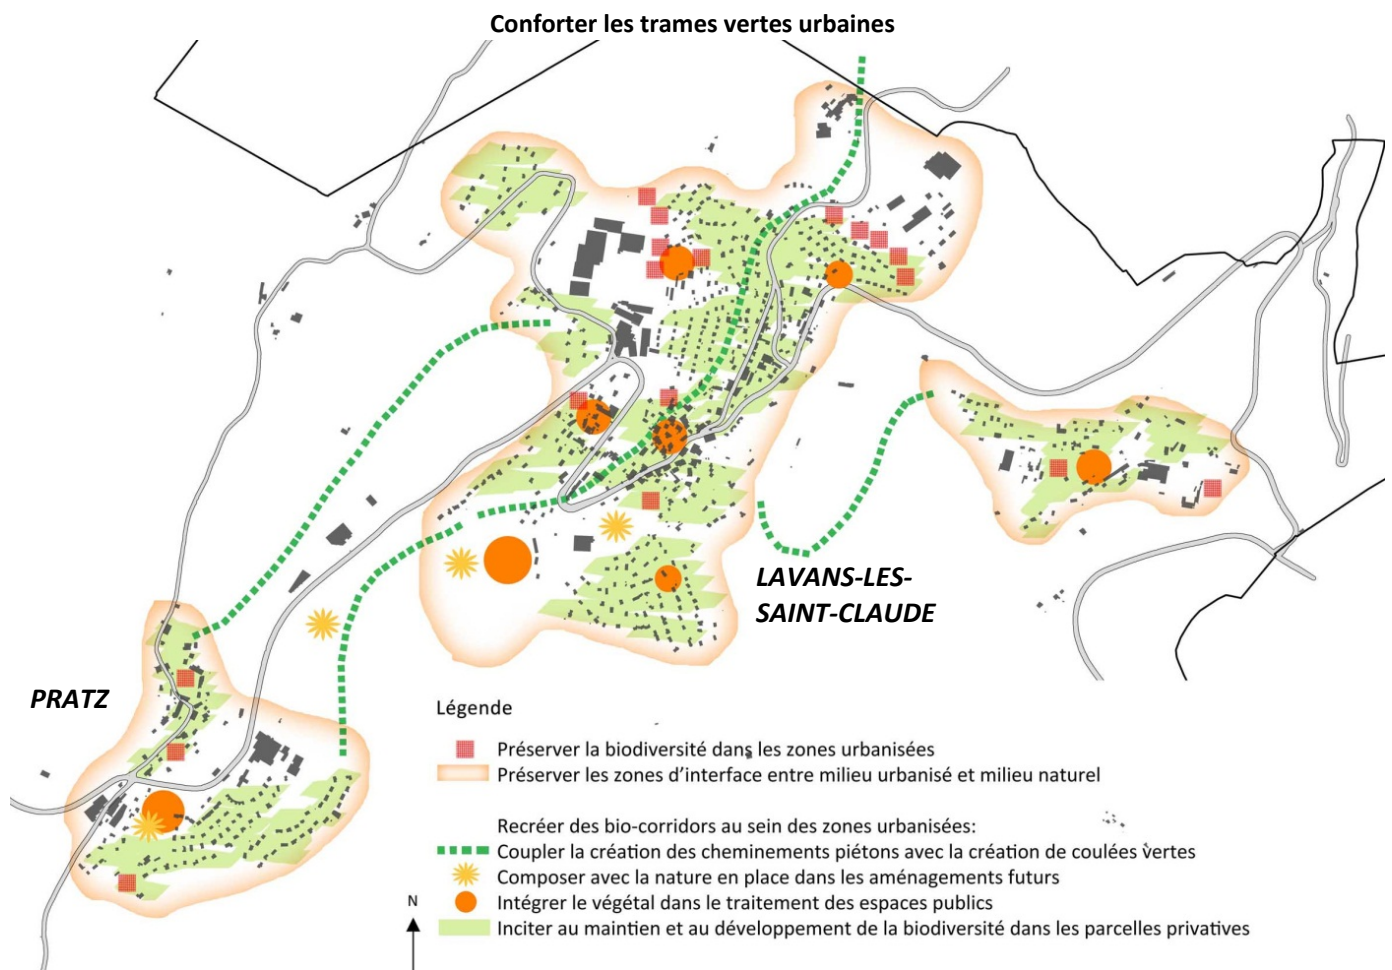 Conforter les trames vertes urbaines
LAVANS-LES-
SAINT-CLAUDE
PRATZ
Légende
Préserver la biodiversité dans les zones urbanisées
Préserver les zones d'interface entre milieu urbanisé et milieu naturel
Recréer des bio-corridors au sein des zones urbanisées:
Coupler la création des cheminements piétons avec la création de coulées vertes
Composer avec la nature en place dans les aménagements futurs
N
Intégrer le végétal dans le traitement des espaces publics
Inciter au maintien et au développement de la biodiversité dans les parcelles privatives